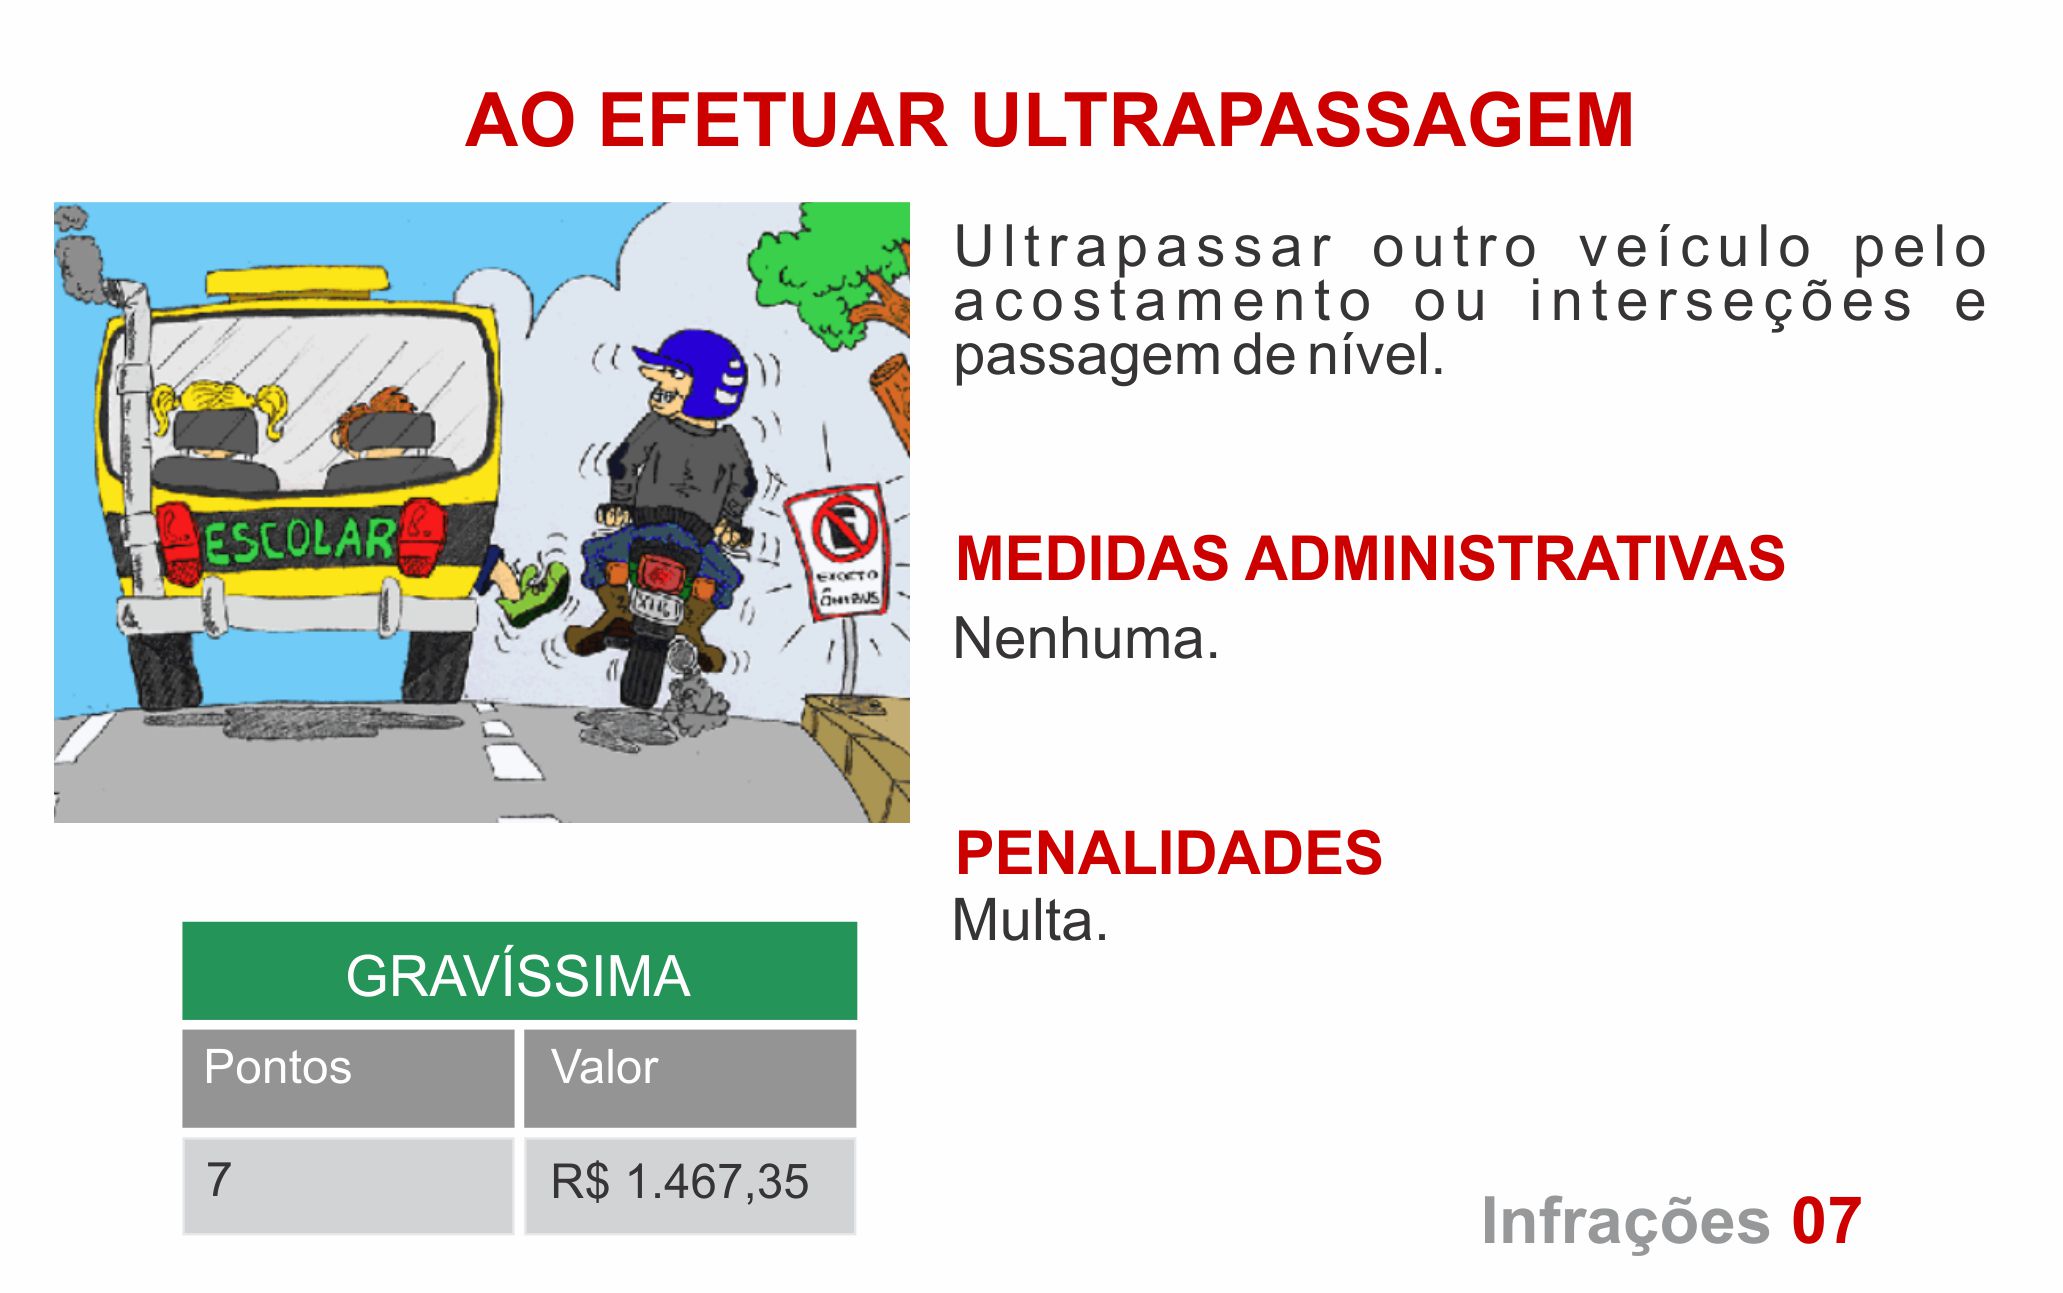 AO EFETUAR ULTRAPASSAGEM
Ultrapassar outro veículo pelo
acostamento ou interseções e
passagem de nível.
ESCOLAR
EXCETO
ÔNIBUS
MEDIDAS ADMINISTRATIVAS
Nenhuma.
PENALIDADES
Multa.
GRAVÍSSIMA
Pontos Valor
7 R$ 1.467,35
Infrações 07